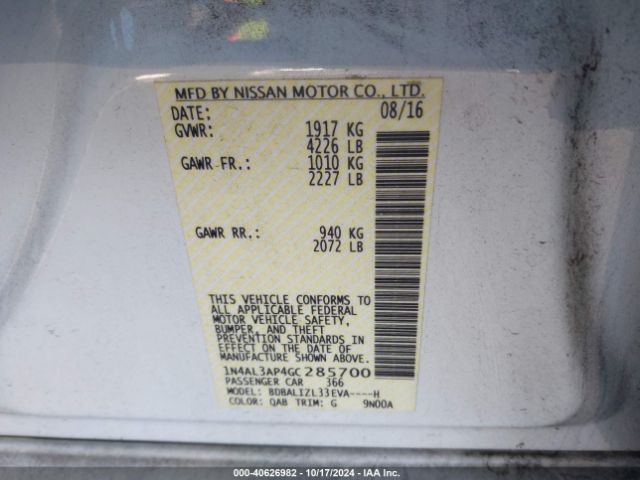 MFD BY NISSAN MOTOR CO., LTD.
DATE: 08/16
GVWR: 1917 KG
4226 LB
GAWR FR.: 1010 KG
2227 LB
GAWR RR.: 940 KG
2072 LB
THIS VEHICLE CONFORMS TO
ALL APPLICABLE FEDERAL
MOTOR VEHICLE SAFETY,
BUMPER, AND THEFT
PREVENTION STANDARDS
IN EFFECT ON THE DATE OF
MANUFACTURE SHOWN ABOVE.
1N4AL3AP4GC285700
PASSENGER CAR 366
MODEL: BDBALIZL33EVA----H
COLOR: QAB TRIM: G 9N00A
000-40626982 | 10/17/2024 | IAA Inc.